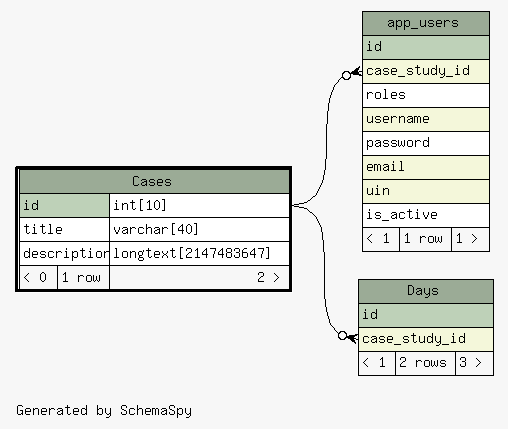 app_users
id
case_study_id
roles
username
password
email
uin
is_active
< 1 1 row 1 >
Cases
id int[10]
title varchar[40]
description longtext[2147483647]
< 0 1 row 2 >
Days
id
case_study_id
< 1 2 rows 3 >
Generated by SchemaSpy